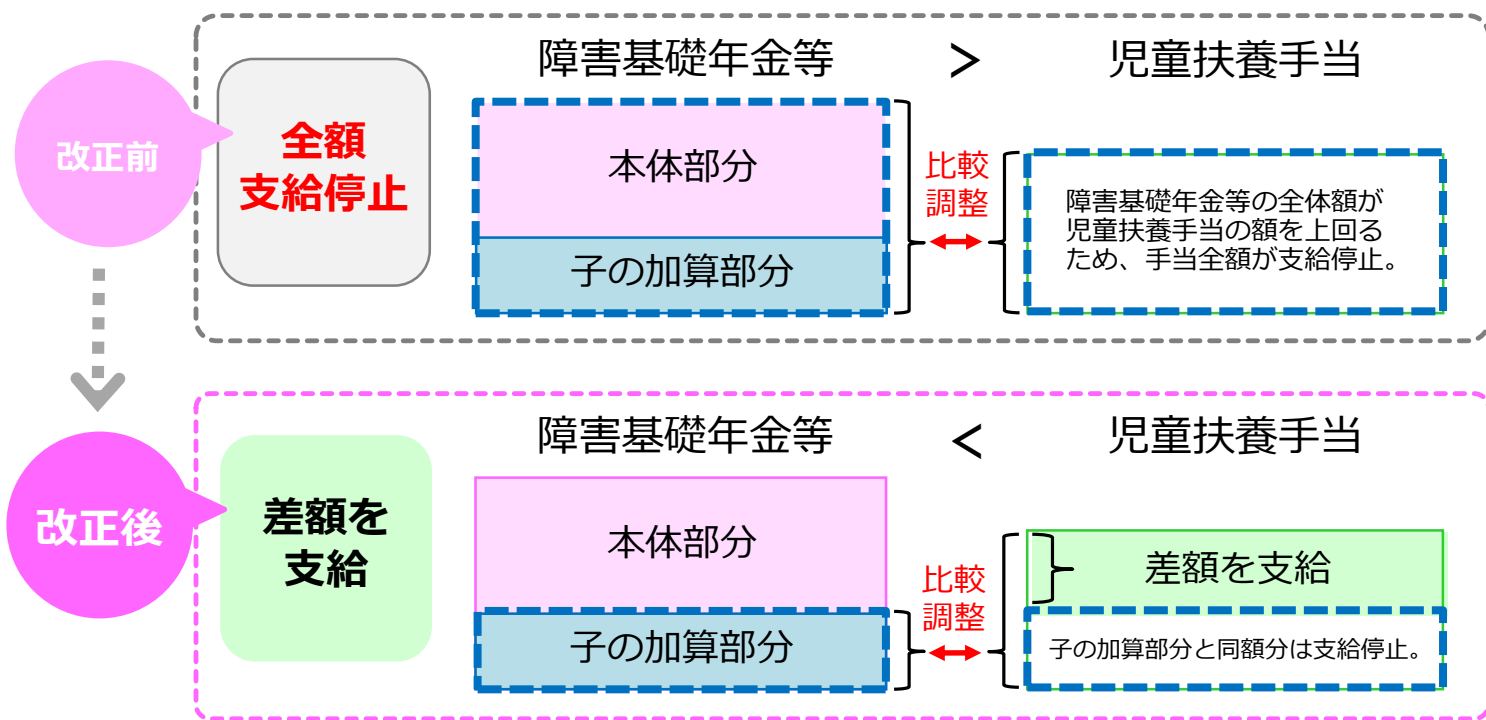 障害基礎年金等 > 児童扶養手当
改正前
全額
支給停止
本体部分
子の加算部分
比較
調整
障害基礎年金等の全体額が
児童扶養手当の額を上回る
ため、手当全額が支給停止。
障害基礎年金等 < 児童扶養手当
改正後
差額を
支給
本体部分
子の加算部分
比較
調整
差額を支給
子の加算部分と同額分は支給停止。